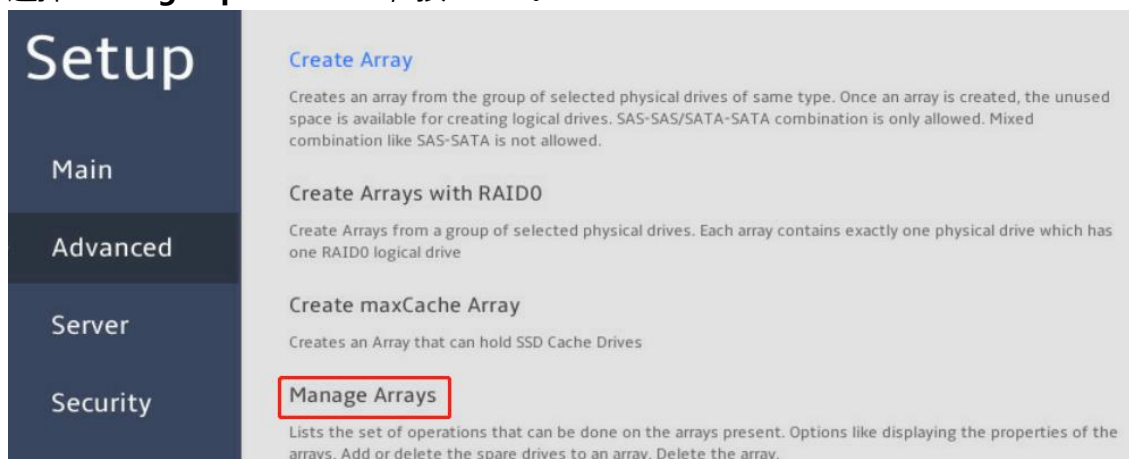 Setup
Main
Advanced
Server
Security
Create Array
Creates an array from the group of selected physical drives of same type. Once an array is created, the unused
space is available for creating logical drives. SAS-SAS/SATA-SATA combination is only allowed. Mixed
combination like SAS-SATA is not allowed.
Create Arrays with RAID0
Create Arrays from a group of selected physical drives. Each array contains exactly one physical drive which has
one RAID0 logical drive
Create maxCache Array
Creates an Array that can hold SSD Cache Drives
Manage Arrays
Lists the set of operations that can be done on the arrays present. Options like displaying the properties of the
arrays. Add or delete the spare drives to an array. Delete the array.